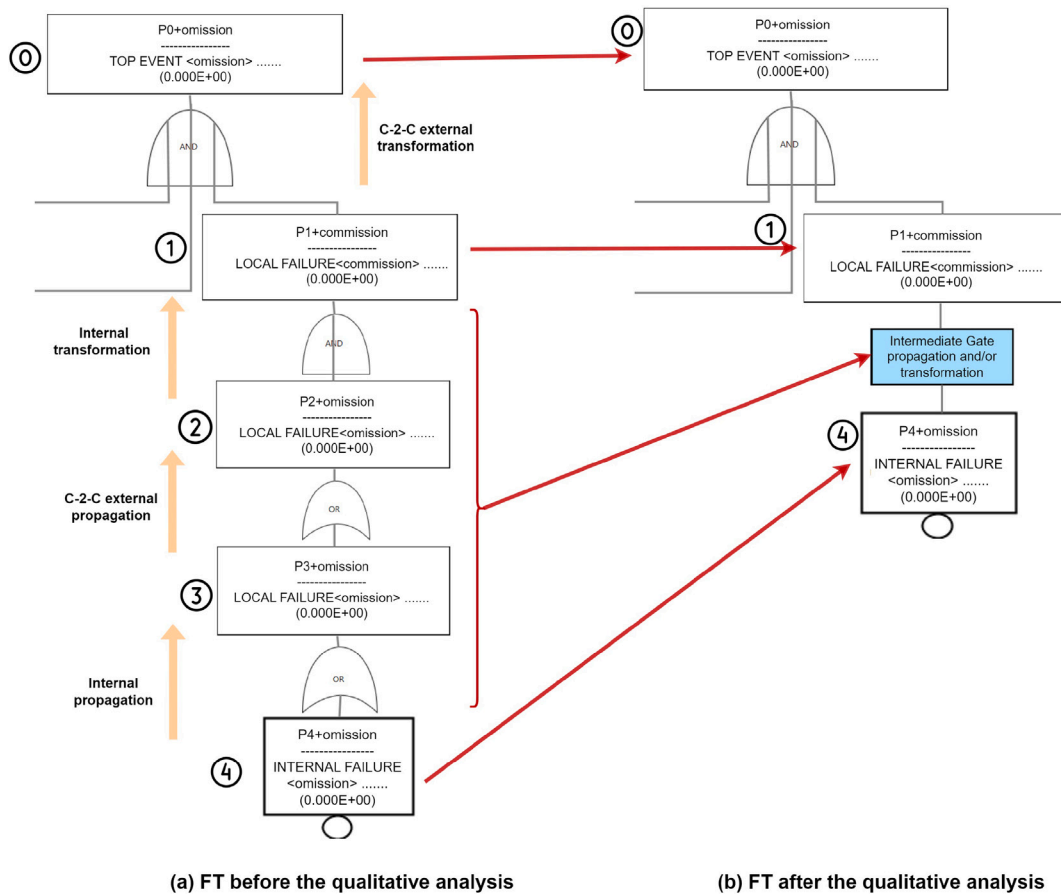 0
P0+omission
----------------
TOP EVENT <omission> .......
(0.000E+00)
AND
C-2-C external
transformation
1
P1+commission
----------------
LOCAL FAILURE<commission> .......
(0.000E+00)
Internal
transformation
AND
2
P2+omission
----------------
LOCAL FAILURE<omission> .......
(0.000E+00)
C-2-C external
propagation
OR
3
P3+omission
----------------
LOCAL FAILURE<omission> .......
(0.000E+00)
Internal
propagation
OR
4
P4+omission
----------------
INTERNAL FAILURE
<omission> .......
(0.000E+00)
(a) FT before the qualitative analysis
0
P0+omission
----------------
TOP EVENT <omission> .......
(0.000E+00)
AND
1
P1+commission
----------------
LOCAL FAILURE<commission> .......
(0.000E+00)
Intermediate Gate
propagation and/or
transformation
4
P4+omission
----------------
INTERNAL FAILURE
<omission> .......
(0.000E+00)
(b) FT after the qualitative analysis